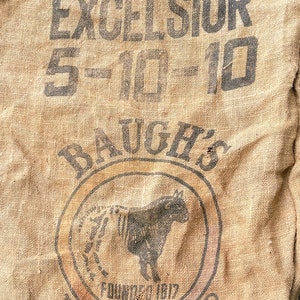 EXCELSIOR
5-10-10
BAUGH'S
FOUNDED 1817